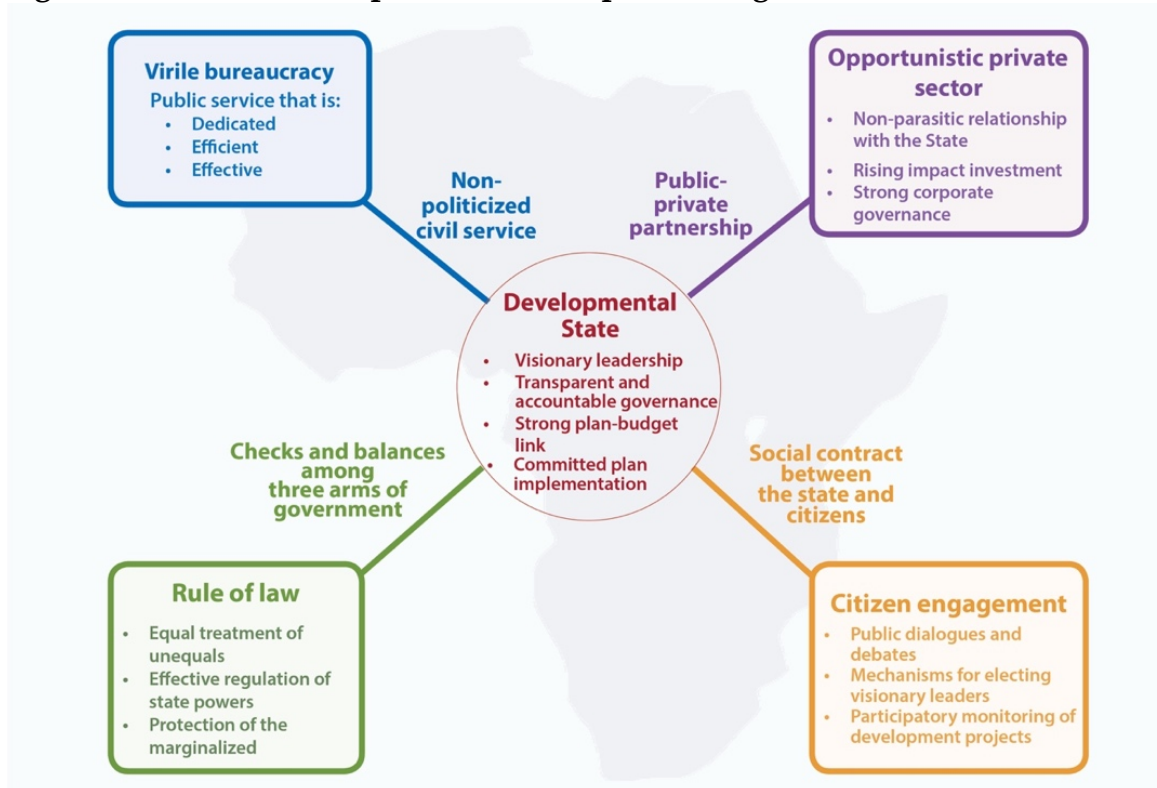 Virile bureaucracy
Public service that is:
• Dedicated
• Efficient
• Effective
Non-
politicized
civil service
Public-
private
partnership
Opportunistic private
sector
• Non-parasitic relationship
with the State
• Rising impact investment
• Strong corporate
governance
Developmental
State
• Visionary leadership
• Transparent and
accountable governance
• Strong plan-budget
link
• Committed plan
implementation
Checks and balances
among
three arms of
government
Social contract
between
the state and
citizens
Rule of law
• Equal treatment of
unequals
• Effective regulation of
state powers
• Protection of the
marginalized
Citizen engagement
• Public dialogues and
debates
• Mechanisms for electing
visionary leaders
• Participatory monitoring of
development projects